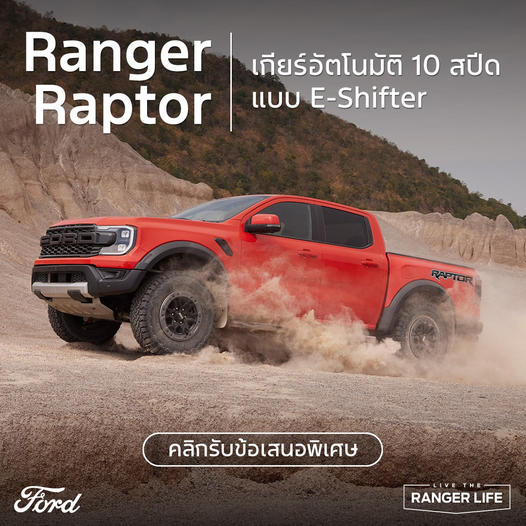 Ranger
Raptor
เกียร์อัตโนมัติ 10 สปีด
แบบ E-Shifter
RAPTOR
คลิกรับข้อเสนอพิเศษ
Ford
LIVE THE
RANGER LIFE